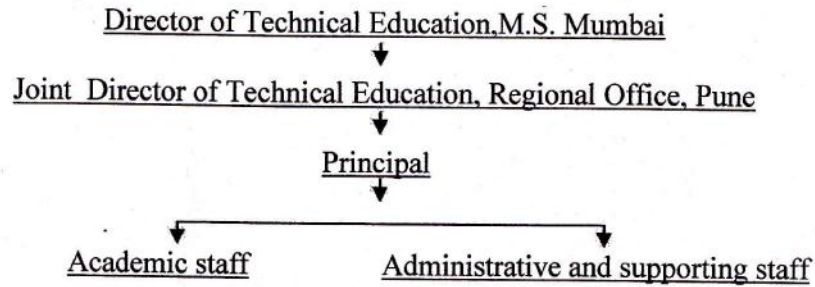 Director of Technical Education,M.S. Mumbai
Joint Director of Technical Education, Regional Office, Pune
Principal
Academic staff
Administrative and supporting staff